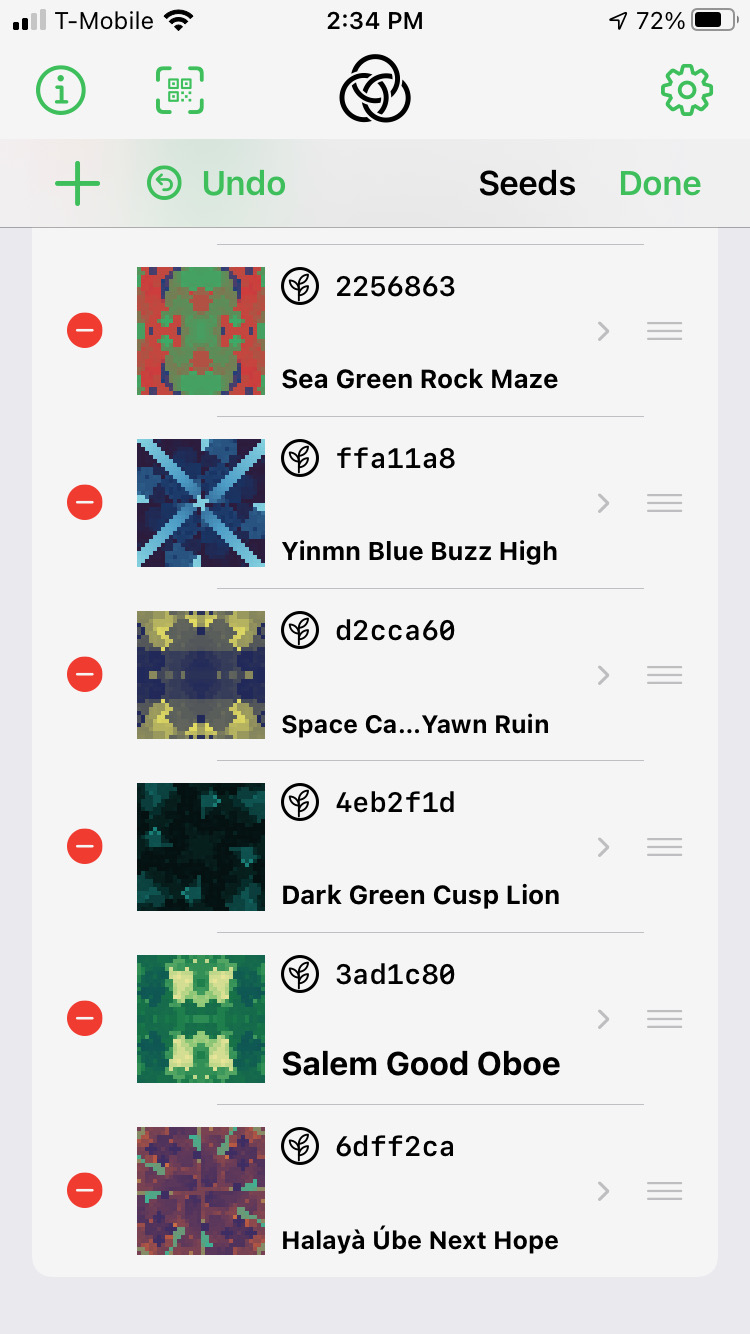 T-Mobile 2:34 PM 72%
Undo Seeds Done
2256863
Sea Green Rock Maze
ffa11a8
Yinmn Blue Buzz High
d2cca60
Space Ca...Yawn Ruin
4eb2f1d
Dark Green Cusp Lion
3ad1c80
Salem Good Oboe
6dff2ca
Halayà Úbe Next Hope